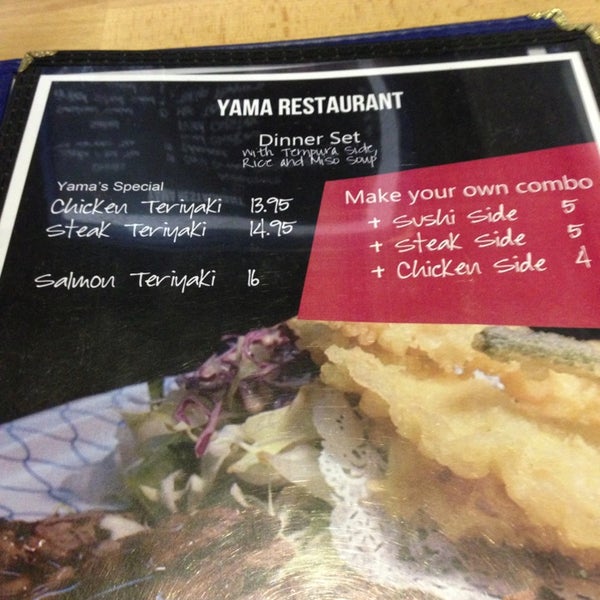 YAMA RESTAURANT
Dinner Set
with Tempura Side,
Rice and Miso Soup
Yama's Special
Chicken Teriyaki 13.95
Steak Teriyaki 14.95
Salmon Teriyaki 16
Make your own combo
+ Sushi Side 5
+ Steak Side 5
+ Chicken Side 4